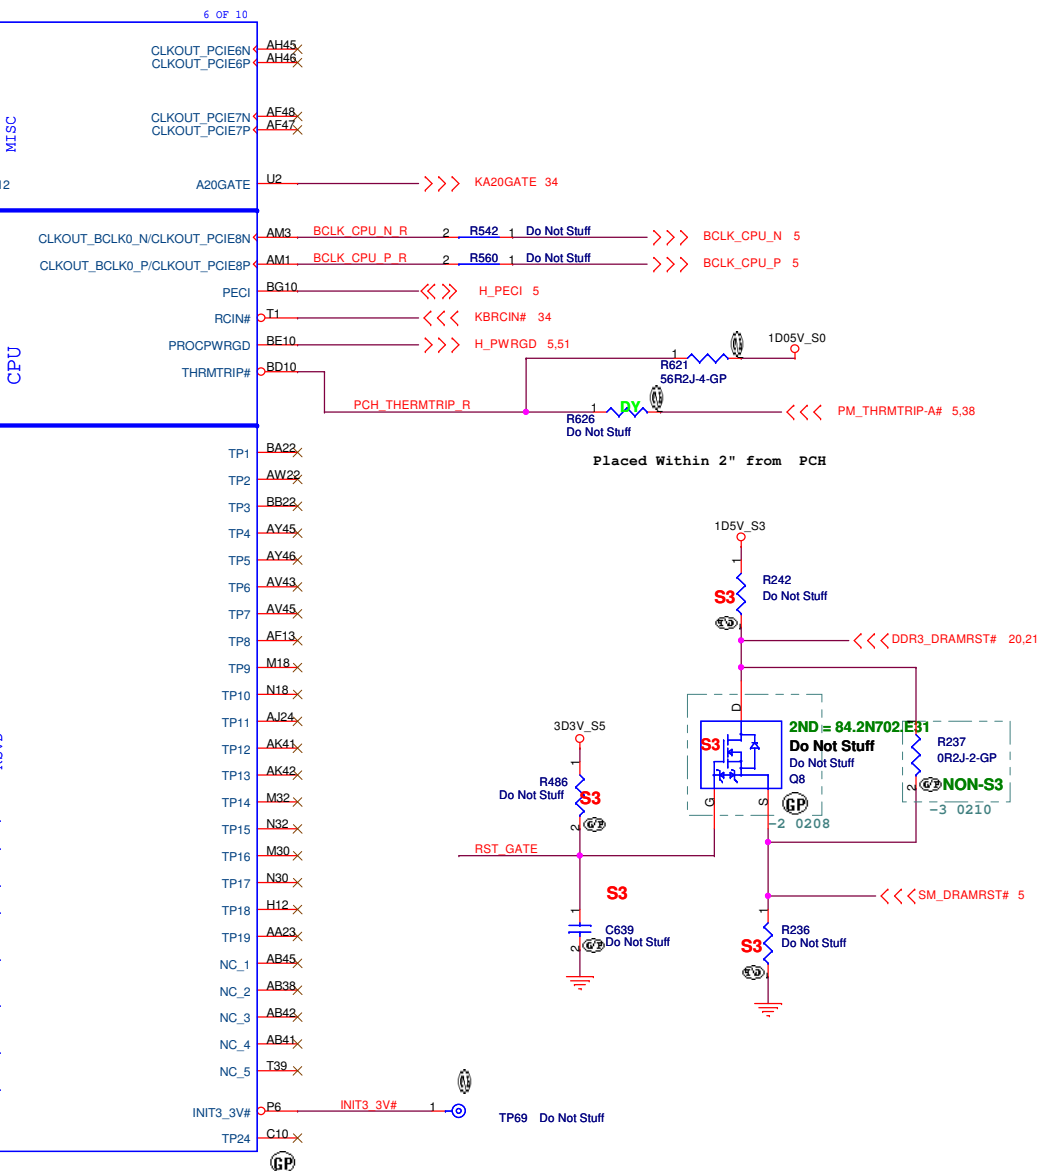 6 OF 10
MISC
CLKOUT_PCIE6N AH45
CLKOUT_PCIE6P AH46
CLKOUT_PCIE7N AF48
CLKOUT_PCIE7P AF47
12
A20GATE U2 KA20GATE 34
CPU
CLKOUT_BCLK0_N/CLKOUT_PCIE8N AM3 BCLK_CPU_N_R 2 R542 1 Do Not Stuff BCLK_CPU_N 5
CLKOUT_BCLK0_P/CLKOUT_PCIE8P AM1 BCLK_CPU_P_R 2 R560 1 Do Not Stuff BCLK_CPU_P 5
PECI BG10 H_PECI 5
RCIN# T1 KBRCIN# 34
PROCPWRGD BE10 H_PWRGD 5,51
1D05V_S0
1 R621
56R2J-4-GP
THRMTRIP# BD10
PCH_THERMTRIP_R 1 DY PM_THRMTRIP-A# 5,38
R626
Do Not Stuff
Placed Within 2" from PCH
TP1 BA22
TP2 AW22
TP3 BB22
TP4 AY45
TP5 AY46
TP6 AV43
TP7 AV45
TP8 AF13
TP9 M18
TP10 N18
TP11 AJ24
TP12 AK41
TP13 AK42
TP14 M32
TP15 N32
TP16 M30
TP17 N30
TP18 H12
TP19 AA23
NC_1 AB45
NC_2 AB38
NC_3 AB42
NC_4 AB41
NC_5 T39
INIT3_3V# P6 INIT3_3V# 1
TP69 Do Not Stuff
TP24 C10
GP
1D5V_S3
1
R242
S3 Do Not Stuff
DDR3_DRAMRST# 20,21
D
2ND = 84.2N702.E31
S3 Do Not Stuff
Do Not Stuff
Q8
G S GP
-2 0208
R237
0R2J-2-GP
2 GP NON-S3
-3 0210
3D3V_S5
1
R486
Do Not Stuff S3
2 GP
RST_GATE
S3
1
C639
Do Not Stuff
2 GP
SM_DRAMRST# 5
1
R236
S3 Do Not Stuff